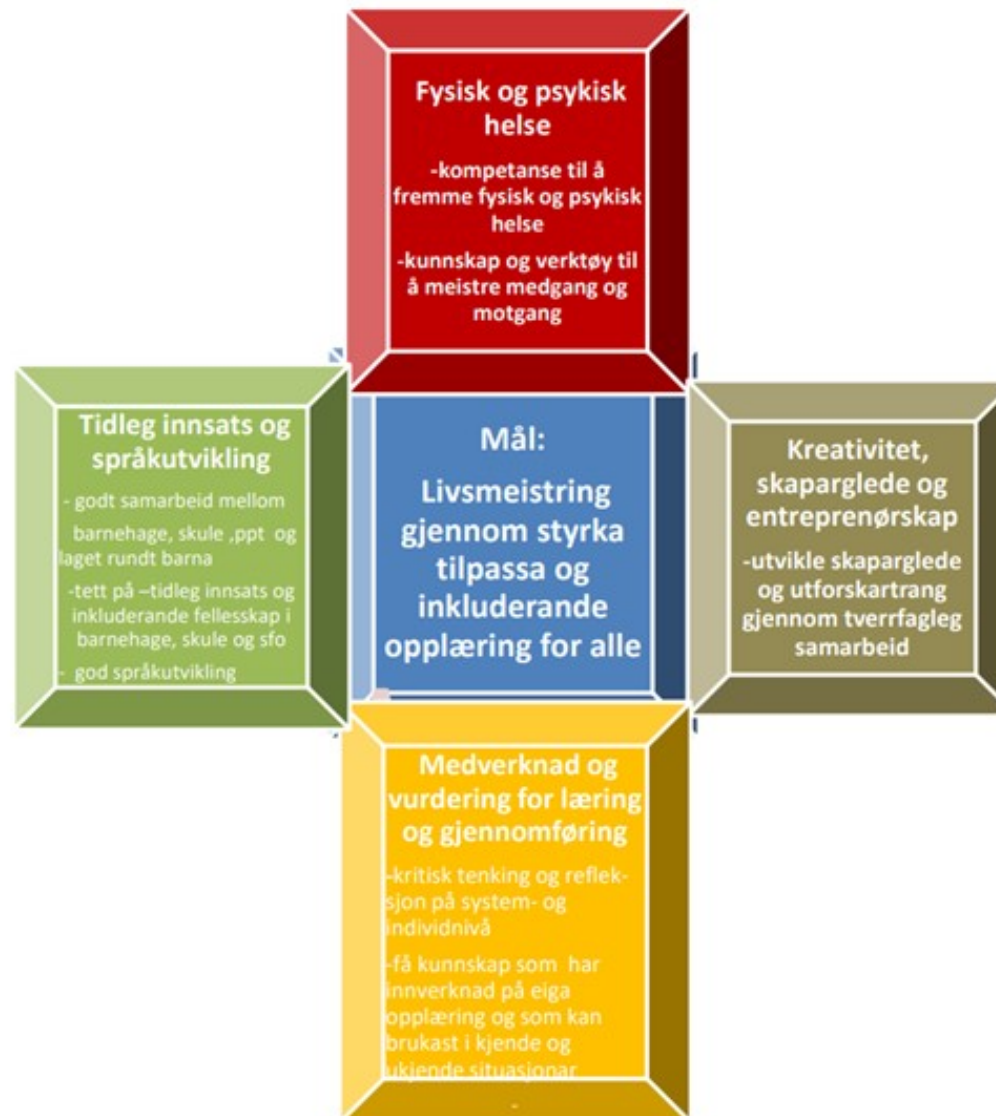 Fysisk og psykisk
helse
-kompetanse til å
fremme fysisk og psykisk
helse
-kunnskap og verktøy til
å meistre medgang og
motgang
Tidleg innsats og
språkutvikling
- godt samarbeid mellom
barnehage, skule ,ppt og
laget rundt barna
-tett på –tidleg innsats og
inkluderande fellesskap i
barnehage, skule og sfo
- god språkutvikling
Mål:
Livsmeistring
gjennom styrka
tilpassa og
inkluderande
opplæring for alle
Kreativitet,
skaparglede og
entreprenørskap
-utvikle skaparglede
og utforskartrang
gjennom tverrfagleg
samarbeid
Medverknad og
vurdering for læring
og gjennomføring
-kritisk tenking og reflek-
sjon på system- og
individnivå
-få kunnskap som har
innverknad på eiga
opplæring og som kan
brukast i kjende og
ukjende situasjonar
-